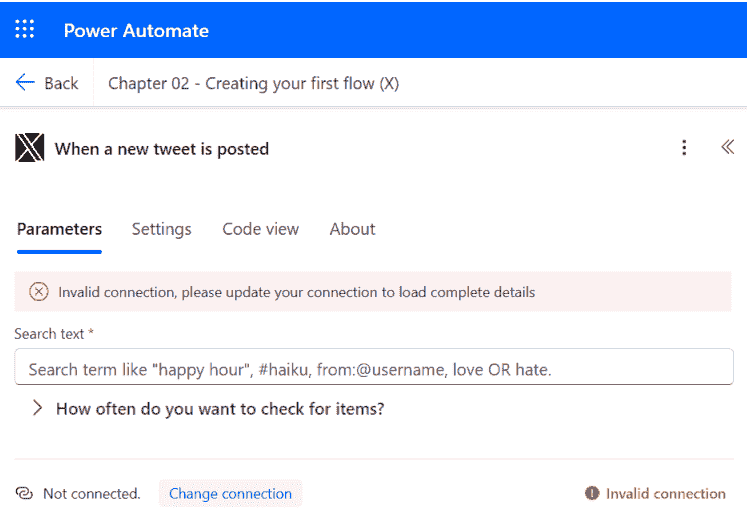 Power Automate
Back
Chapter 02 - Creating your first flow (X)
When a new tweet is posted
Parameters Settings Code view About
Invalid connection, please update your connection to load complete details
Search text *
Search term like "happy hour", #haiku, from:@username, love OR hate.
How often do you want to check for items?
Not connected. Change connection Invalid connection